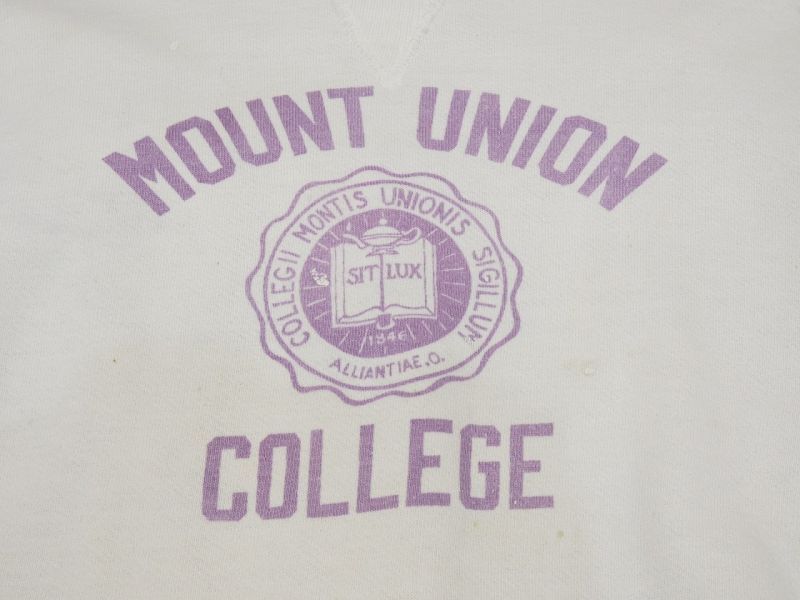 MOUNT UNION
COLLEGII MONTIS UNIONIS SIGILLUM
SIT LUX
1846
ALLIANTIAE, O.
COLLEGE